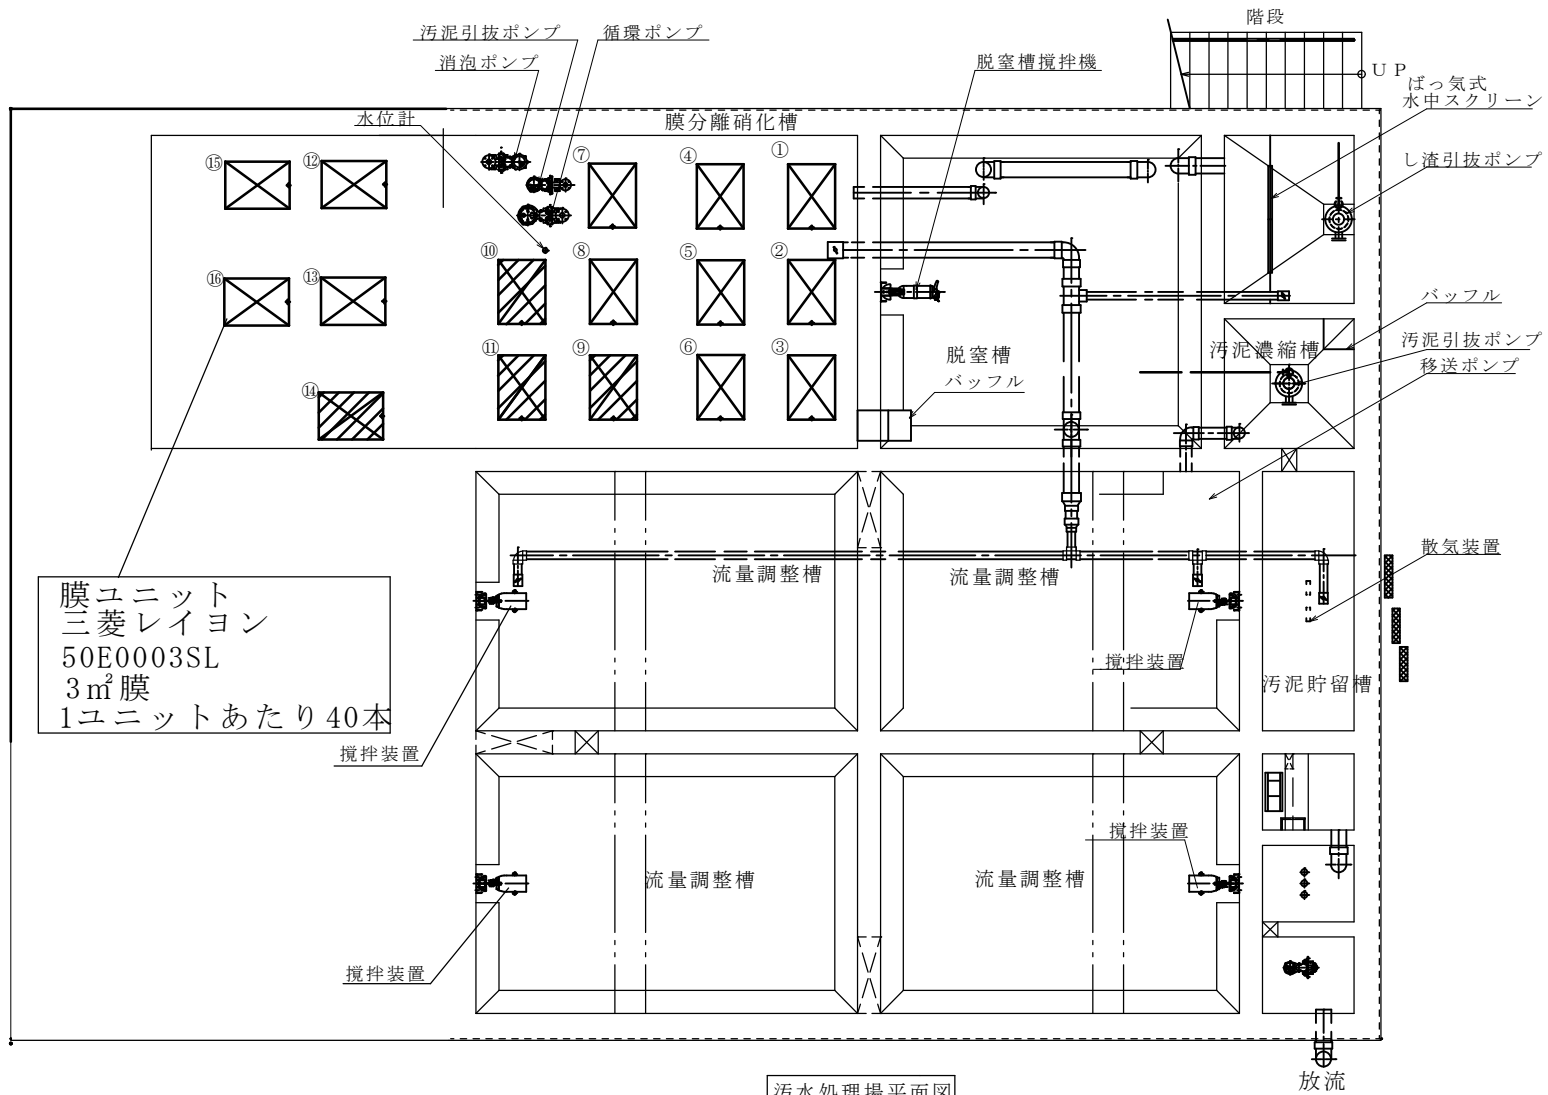 階段
汚泥引抜ポンプ
循環ポンプ
消泡ポンプ
脱窒槽撹拌機
UP
ばっ気式
水中スクリーン
水位計
膜分離硝化槽
し渣引抜ポンプ
⑮
⑫
⑦
④
①
⑩
⑧
⑤
②
⑯
⑬
バッフル
汚泥引抜ポンプ
移送ポンプ
汚泥濃縮槽
⑪
⑨
⑥
③
脱窒槽
バッフル
⑭
散気装置
流量調整槽
流量調整槽
膜ユニット
三菱レイヨン
50E0003SL
3㎡膜
1ユニットあたり40本
撹拌装置
汚泥貯留槽
撹拌装置
撹拌装置
流量調整槽
流量調整槽
撹拌装置
放流
汚水処理場平面図